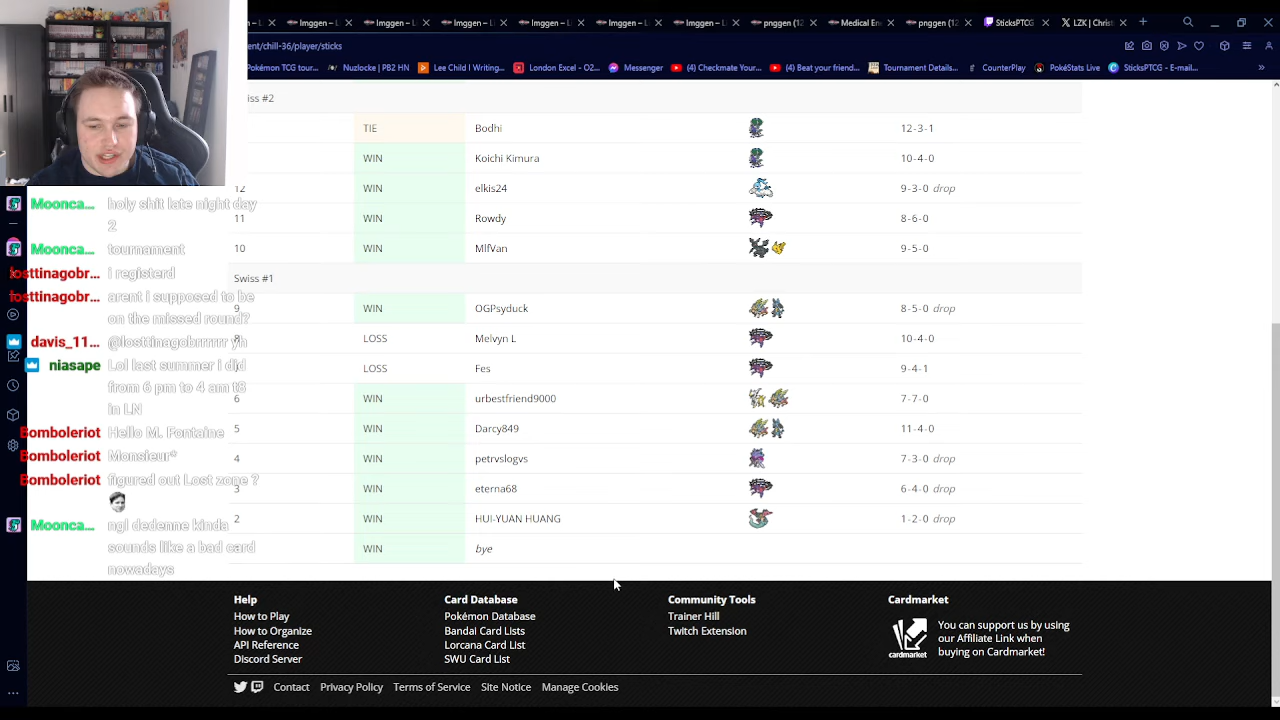 – L ×
Imggen – L ×
Imggen – L ×
Imggen – L ×
Imggen – L ×
Imggen – L ×
Imggen – L ×
pnggen (12 ×
Medical En ×
pnggen (12 ×
SticksPTCG ×
LZK | Chris ×
ent/chill-36/player/sticks
Pokémon TCG tour...
Nuzlocke | PB2 HN
Lee Child | Writing...
London Excel - O2...
Messenger
(4) Checkmate Your...
(4) Beat your friend...
Tournament Details...
CounterPlay
PokéStats Live
SticksPTCG - E-mail...
iss #2
TIE Bodhi 12-3-1
WIN Koichi Kimura 10-4-0
12 WIN elkis24 9-3-0 drop
11 WIN Rowdy 8-6-0
10 WIN MlfVan 9-5-0
Swiss #1
9 WIN OGPsyduck 8-5-0 drop
8 LOSS Melvyn L 10-4-0
LOSS Fes 9-4-1
6 WIN urbestfriend9000 7-7-0
5 WIN Darcy849 11-4-0
4 WIN petrvslogvs 7-3-0 drop
3 WIN eterna68 6-4-0 drop
2 WIN HUI-YUAN HUANG 1-2-0 drop
WIN bye
Moonca... holy shit late night day
2
Moonca... tournament
losttinagobr... i registerd
losttinagobr... arent i supposed to be
on the missed round?
davis_11... @losttinagobrrrrrr yh
niasape Lol last summer I did
from 6 pm to 4 am t8
in LN
Bomboleriot Hello M. Fontaine
Bomboleriot Monsieur*
Bomboleriot figured out Lost zone ?
Moonca... ngl dedenne kinda
sounds like a bad card
nowadays
Help
How to Play
How to Organize
API Reference
Discord Server
Card Database
Pokémon Database
Bandai Card Lists
Lorcana Card List
SWU Card List
Community Tools
Trainer Hill
Twitch Extension
Cardmarket
cardmarket
You can support us by using
our Affiliate Link when
buying on Cardmarket!
Contact Privacy Policy Terms of Service Site Notice Manage Cookies